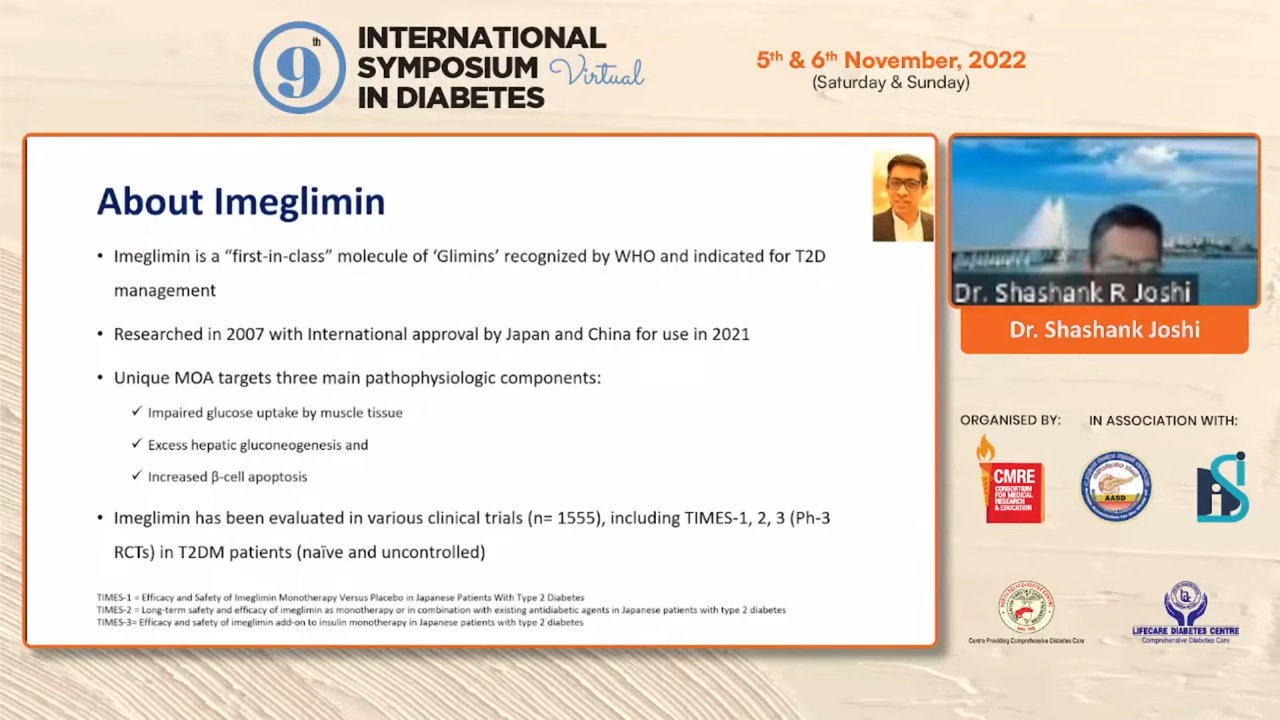 9th
INTERNATIONAL
SYMPOSIUM Virtual
IN DIABETES
5th & 6th November, 2022
(Saturday & Sunday)
About Imeglimin
• Imeglimin is a “first-in-class” molecule of ‘Glimins’ recognized by WHO and indicated for T2D
management
• Researched in 2007 with International approval by Japan and China for use in 2021
• Unique MOA targets three main pathophysiologic components:
✓ Impaired glucose uptake by muscle tissue
✓ Excess hepatic gluconeogenesis and
✓ Increased β-cell apoptosis
• Imeglimin has been evaluated in various clinical trials (n= 1555), including TIMES-1, 2, 3 (Ph-3
RCTs) in T2DM patients (naïve and uncontrolled)
TIMES-1 = Efficacy and Safety of Imeglimin Monotherapy Versus Placebo in Japanese Patients With Type 2 Diabetes
TIMES-2 = Long-term safety and efficacy of imeglimin as monotherapy or in combination with existing antidiabetic agents in Japanese patients with type 2 diabetes
TIMES-3= Efficacy and safety of imeglimin add-on to insulin monotherapy in Japanese patients with type 2 diabetes
Dr. Shashank R Joshi
Dr. Shashank Joshi
ORGANISED BY:
IN ASSOCIATION WITH:
CMRE
CONSORTIUM
FOR MEDICAL
RESEARCH
& EDUCATION
AASD
Centre Providing Comprehensive Diabetes Care
LIFECARE DIABETES CENTRE
Comprehensive Diabetes Care